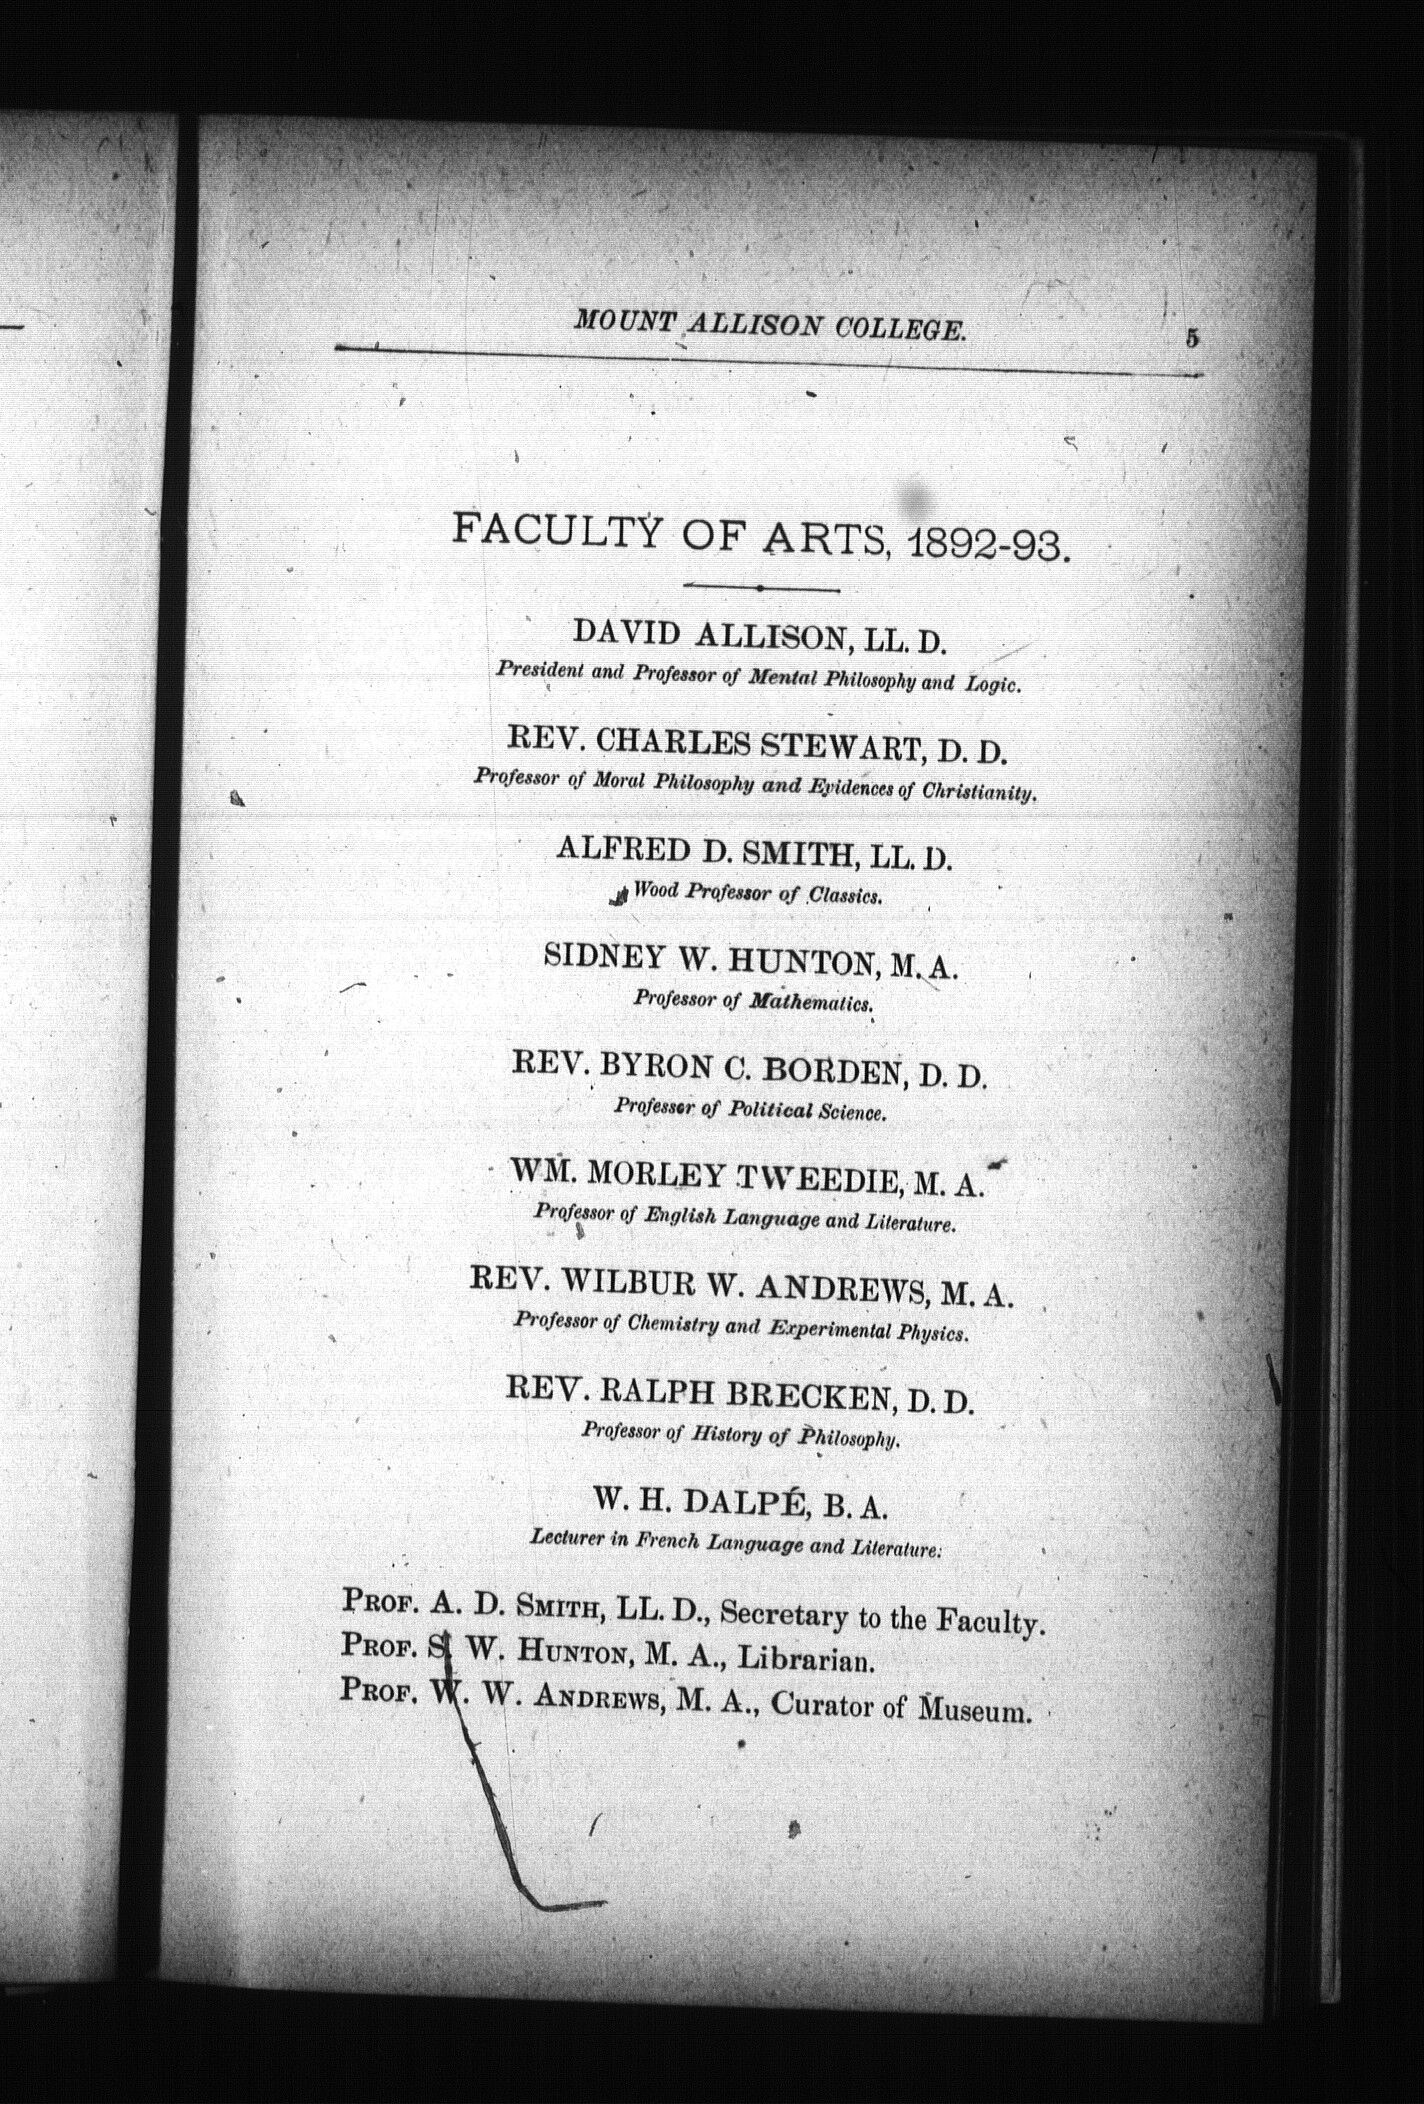 MOUNT ALLISON COLLEGE. 5
FACULTY OF ARTS, 1892-93.
DAVID ALLISON, LL. D.
President and Professor of Mental Philosophy and Logic.
REV. CHARLES STEWART, D. D.
Professor of Moral Philosophy and Evidences of Christianity.
ALFRED D. SMITH, LL. D.
Wood Professor of Classics.
SIDNEY W. HUNTON, M. A.
Professor of Mathematics.
REV. BYRON C. BORDEN, D. D.
Professor of Political Science.
WM. MORLEY TWEEDIE, M. A.
Professor of English Language and Literature.
REV. WILBUR W. ANDREWS, M. A.
Professor of Chemistry and Experimental Physics.
REV. RALPH BRECKEN, D. D.
Professor of History of Philosophy.
W. H. DALPÉ, B. A.
Lecturer in French Language and Literature.
PROF. A. D. SMITH, LL. D., Secretary to the Faculty.
PROF. S. W. HUNTON, M. A., Librarian.
PROF. W. W. ANDREWS, M. A., Curator of Museum.